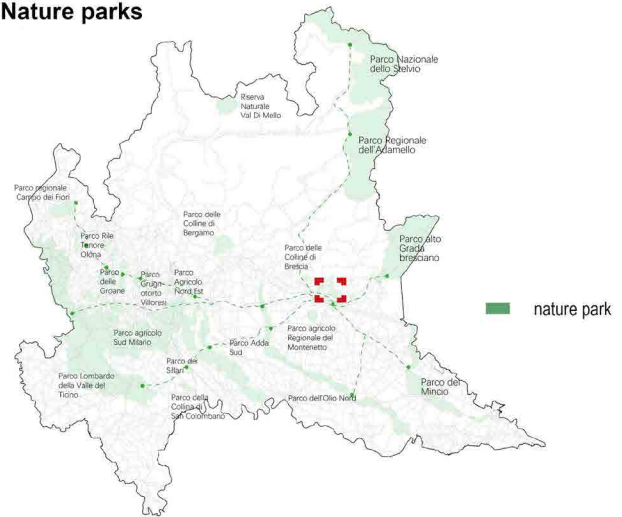 Nature parks
Parco Nazionale
dello Stelvio
Riserva
Naturale
Val Di Mello
Parco Regionale
dell'Adamello
Parco regionale
Campo dei Fiori
Parco delle
Colline di
Bergamo
Parco Rile
Tenore
Olona
Parco delle
Colline di
Brescia
Parco alto
Grada
bresciano
Parco
delle
Groane
Parco
Grugn
otorto
Villoresi
Parco
Agricolo
Nord Est
nature park
Parco agricolo
Sud Milano
Parco Adda
Sud
Parco agricolo
Regionale del
Montenetto
Parco dei
Sillari
Parco Lombardo
della Valle del
Ticino
Parco della
Collina di
San Colombano
Parco dell'Olio Nord
Parco del
Mincio